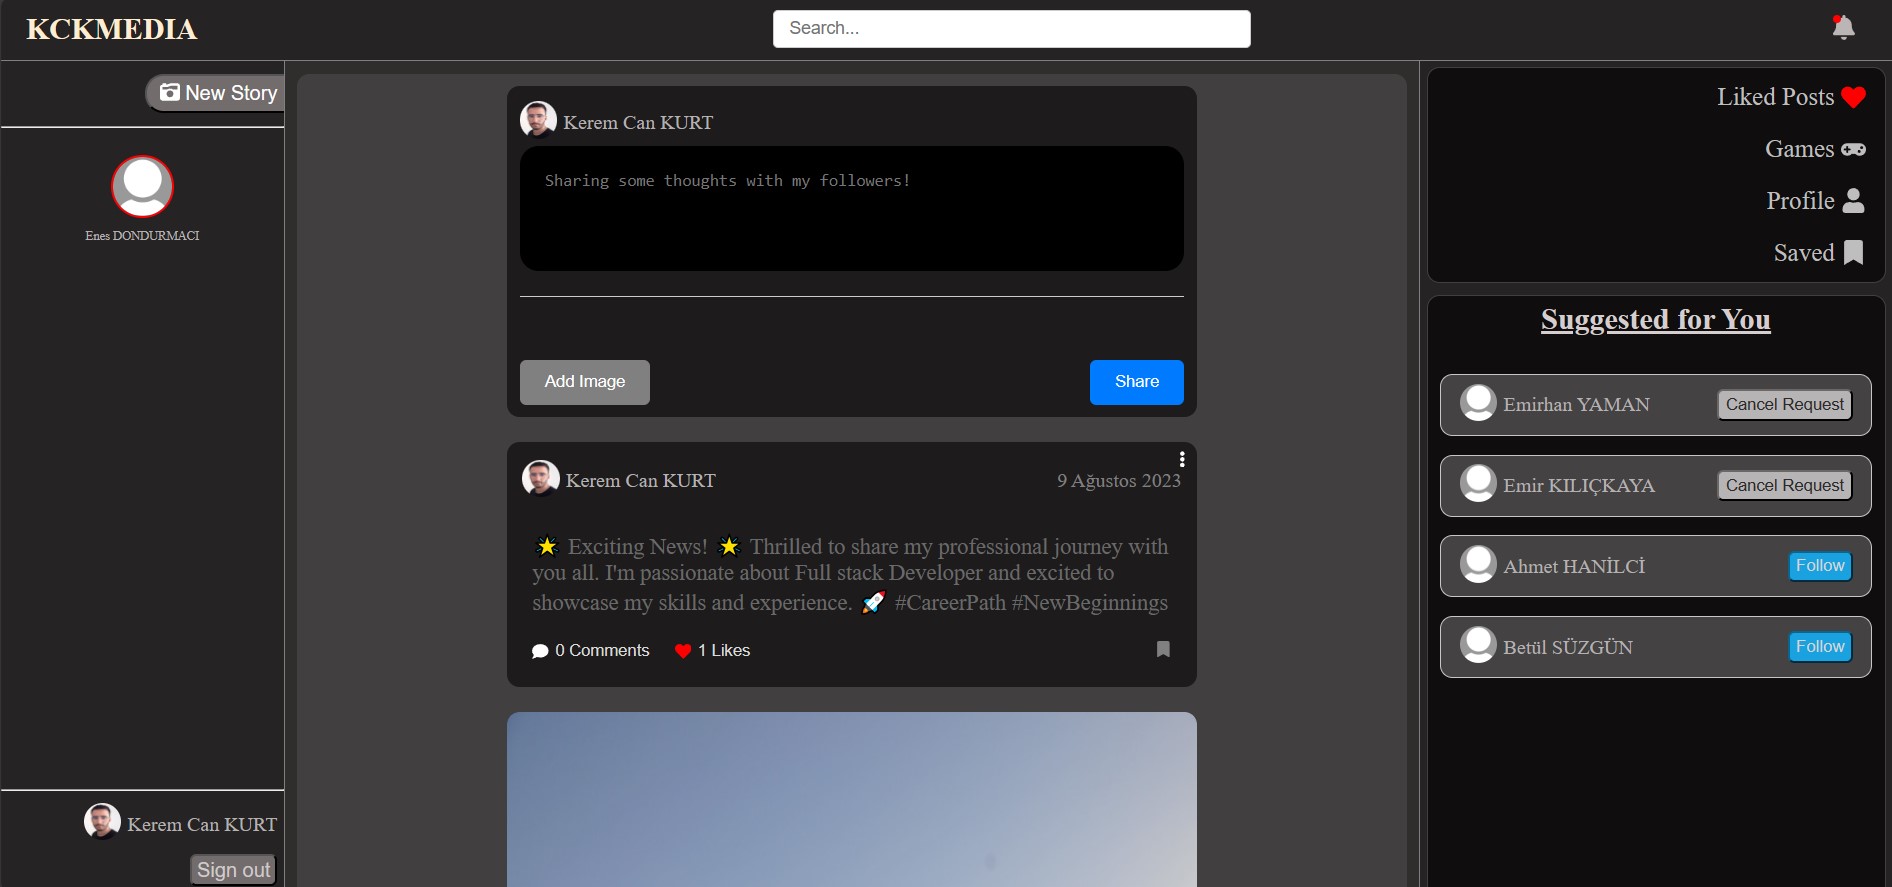 KCKMEDIA
Search...
New Story
Enes DONDURMACI
Kerem Can KURT
Sign out
Kerem Can KURT
Sharing some thoughts with my followers!
Add Image
Share
Kerem Can KURT
9 Ağustos 2023
🌟 Exciting News! 🌟 Thrilled to share my professional journey with
you all. I'm passionate about Full stack Developer and excited to
showcase my skills and experience. 🚀 #CareerPath #NewBeginnings
0 Comments
1 Likes
Liked Posts
Games
Profile
Saved
Suggested for You
Emirhan YAMAN
Cancel Request
Emir KILIÇKAYA
Cancel Request
Ahmet HANİLCİ
Follow
Betül SÜZGÜN
Follow